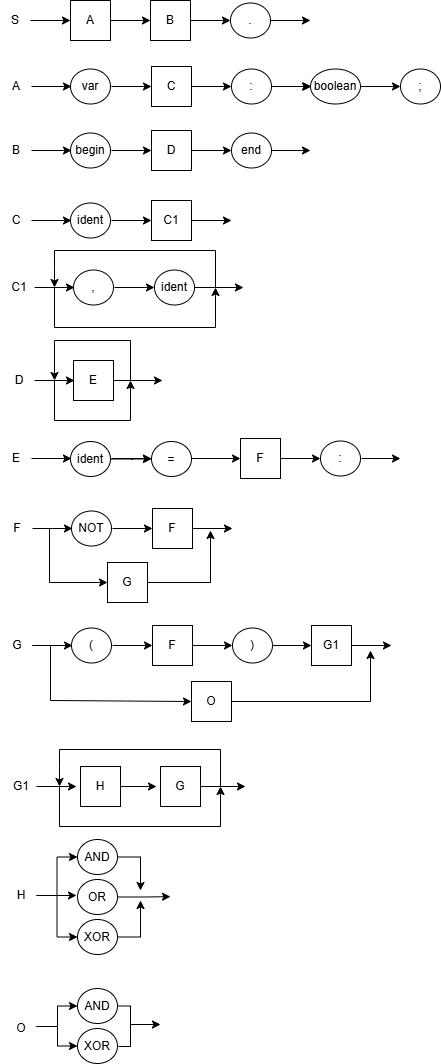 S A B .
A var C : boolean ;
B begin D end
C ident C1
C1 , ident
D E
E ident = F :
F NOT F
G
G ( F ) G1
O
G1 H G
AND
H OR
XOR
AND
O
XOR